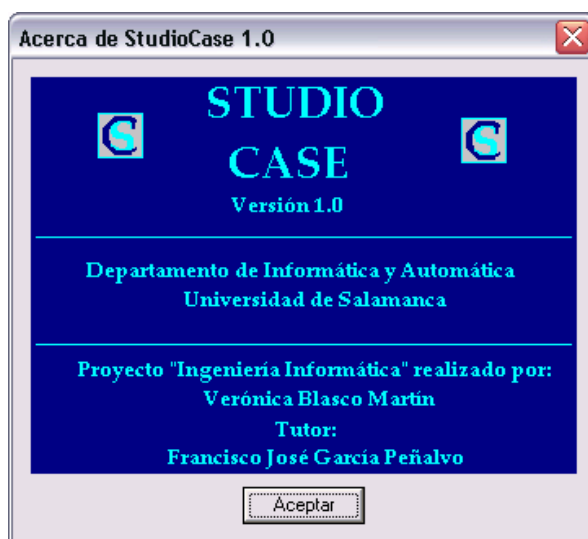 Acerca de StudioCase 1.0
STUDIO
CASE
Versión 1.0
Departamento de Informática y Automática
Universidad de Salamanca
Proyecto "Ingeniería Informática" realizado por:
Verónica Blasco Martín
Tutor:
Francisco José García Peñalvo
Aceptar